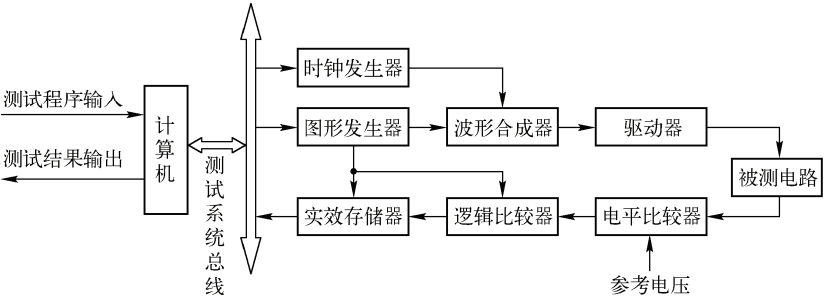 时钟发生器
测试程序输入
图形发生器
波形合成器
驱动器
计算机
测试结果输出
测试系统总线
被测电路
实效存储器
逻辑比较器
电平比较器
参考电压